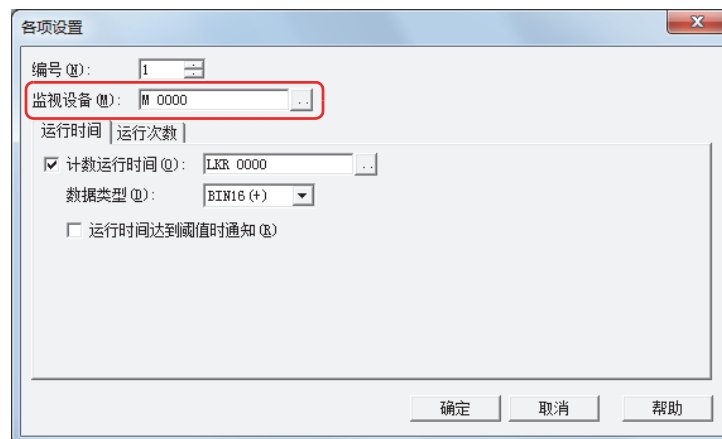 各项设置
编号(N): 1
监视设备(M): M 0000 ..
运行时间 运行次数
计数运行时间(O): LKR 0000 ..
数据类型(D): BIN16(+)
运行时间达到阈值时通知(R)
确定 取消 帮助